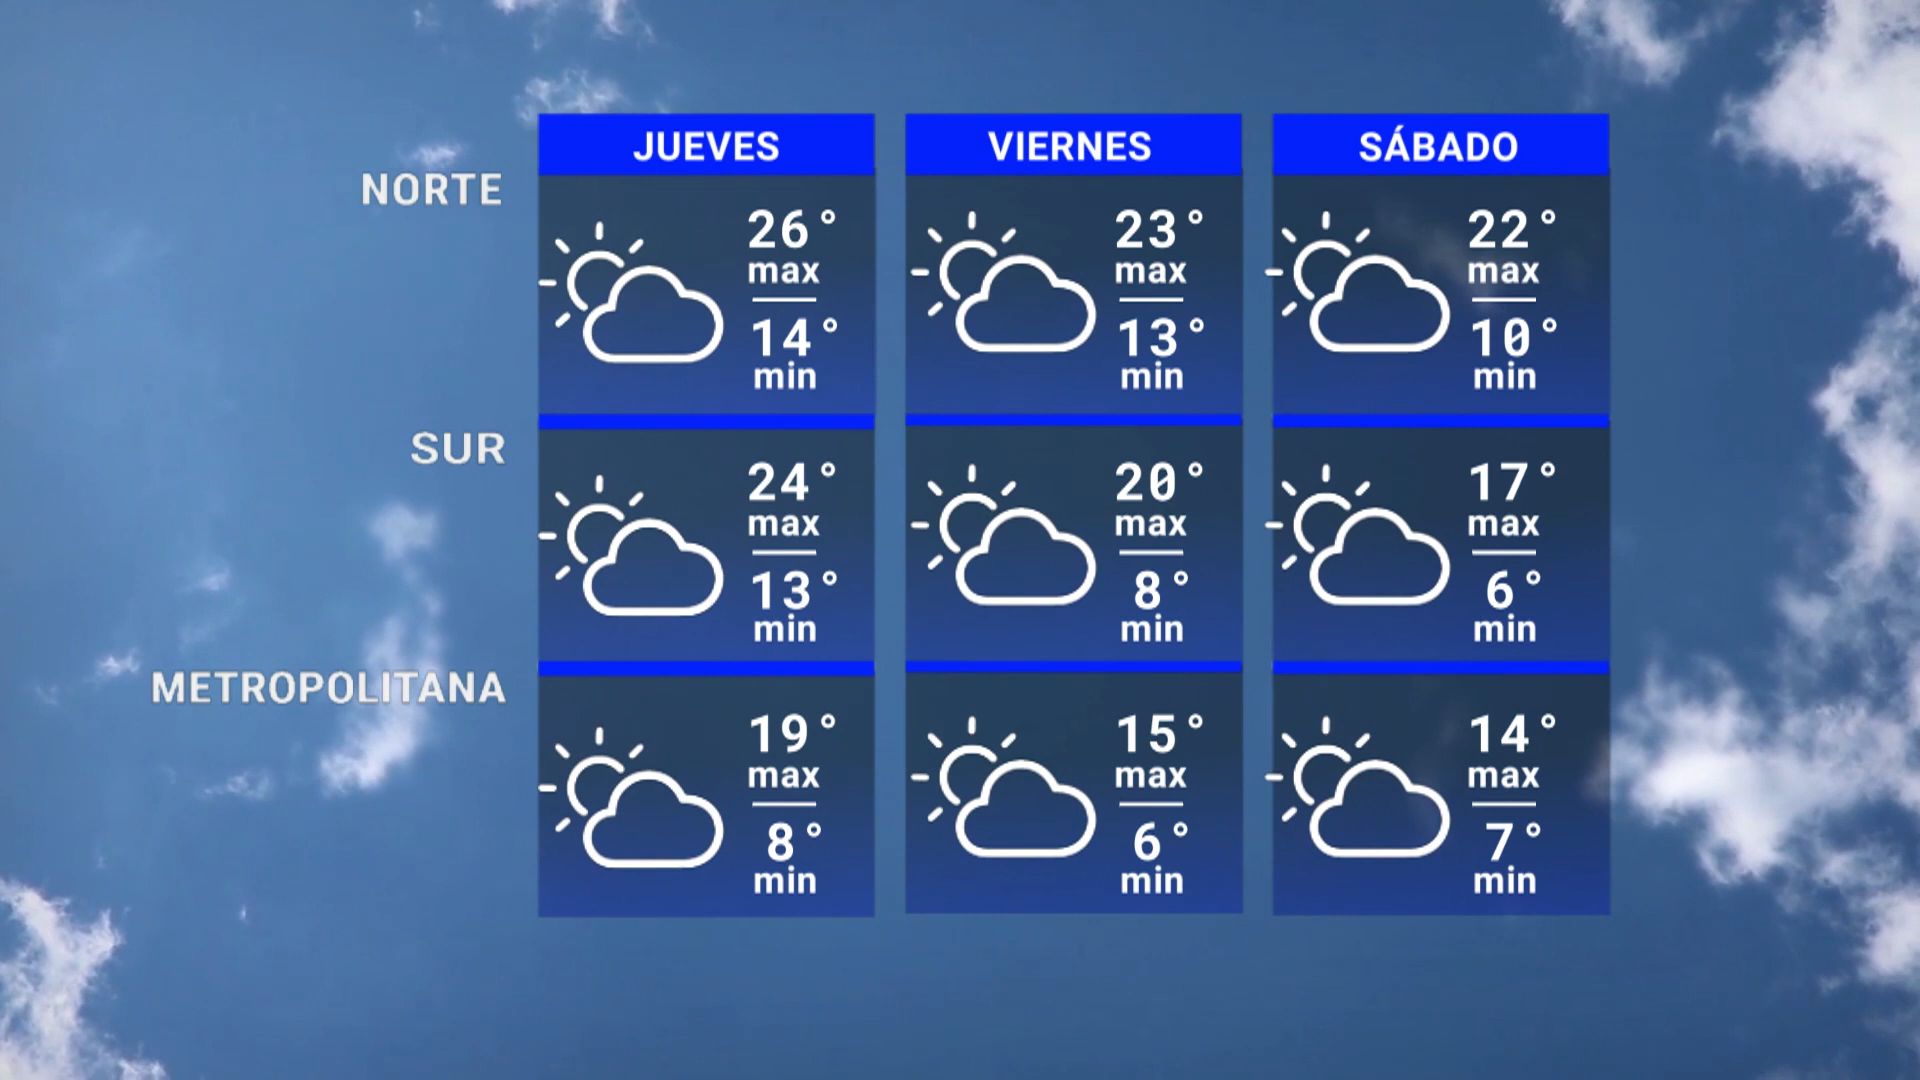 JUEVES
VIERNES
SÁBADO
NORTE
26°
max
14°
min
23°
max
13°
min
22°
max
10°
min
SUR
24°
max
13°
min
20°
max
8°
min
17°
max
6°
min
METROPOLITANA
19°
max
8°
min
15°
max
6°
min
14°
max
7°
min